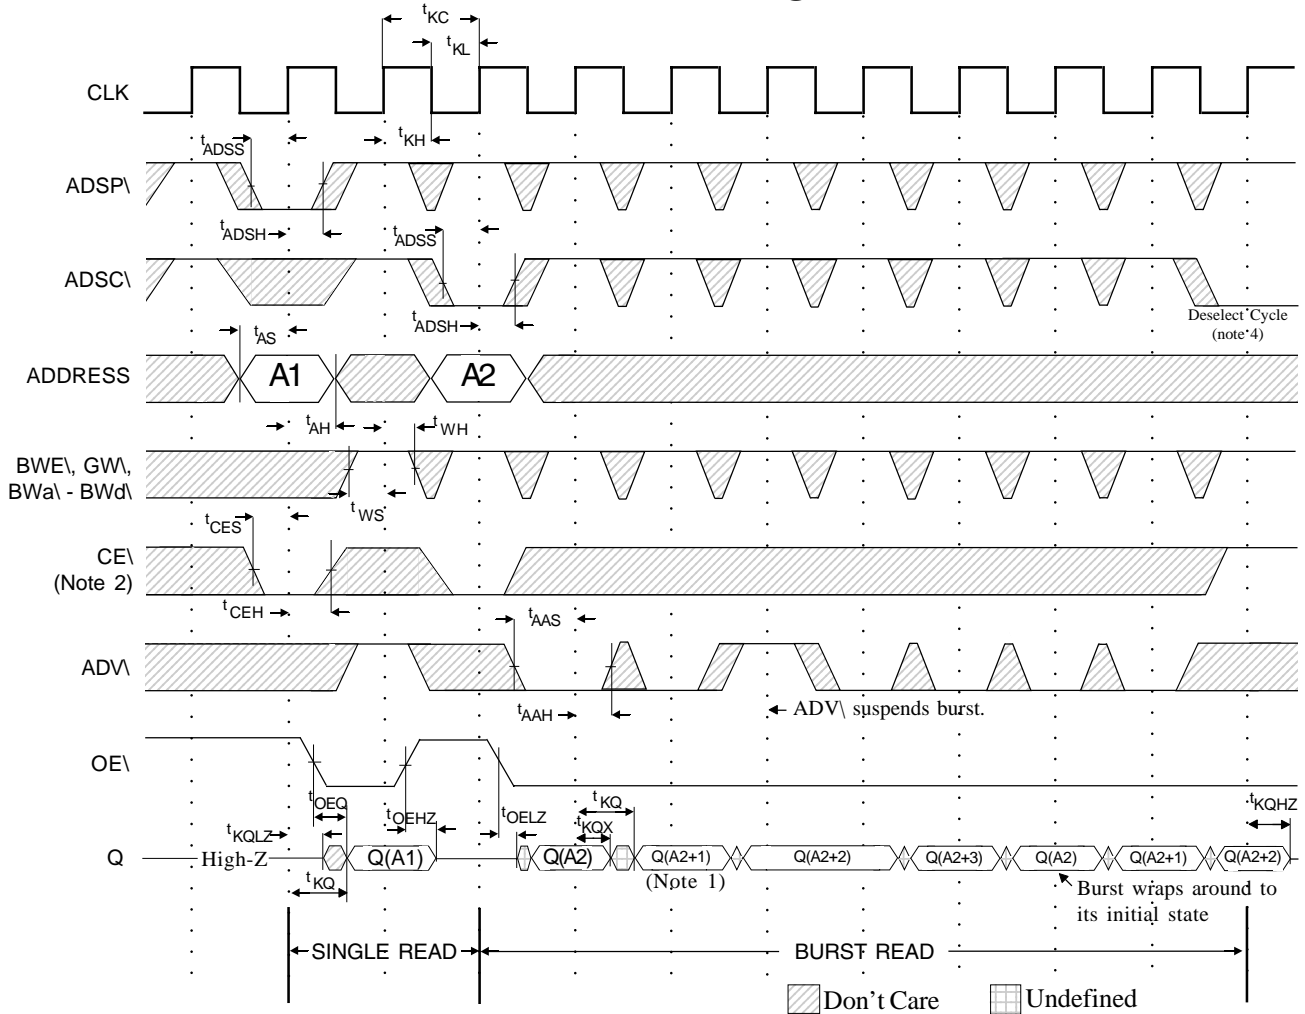 tKC
tKL
CLK
tADSS
tKH
ADSP\
tADSH
tADSS
ADSC\
tADSH
Deselect Cycle
(note 4)
tAS
ADDRESS
A1
A2
tAH
tWH
BWE\, GW\,
BWa\ - BWd\
tWS
tCES
CE\
(Note 2)
tCEH
tAAS
ADV\
tAAH
ADV\ suspends burst.
OE\
tOEQ
tOEHZ
tOELZ
tKQ
tKQX
tKQHZ
tKQLZ
Q
High-Z
Q(A1)
Q(A2)
Q(A2+1)
Q(A2+2)
Q(A2+3)
Q(A2)
Q(A2+1)
Q(A2+2)
tKQ
(Note 1)
Burst wraps around to
its initial state
SINGLE READ
BURST READ
Don't Care
Undefined